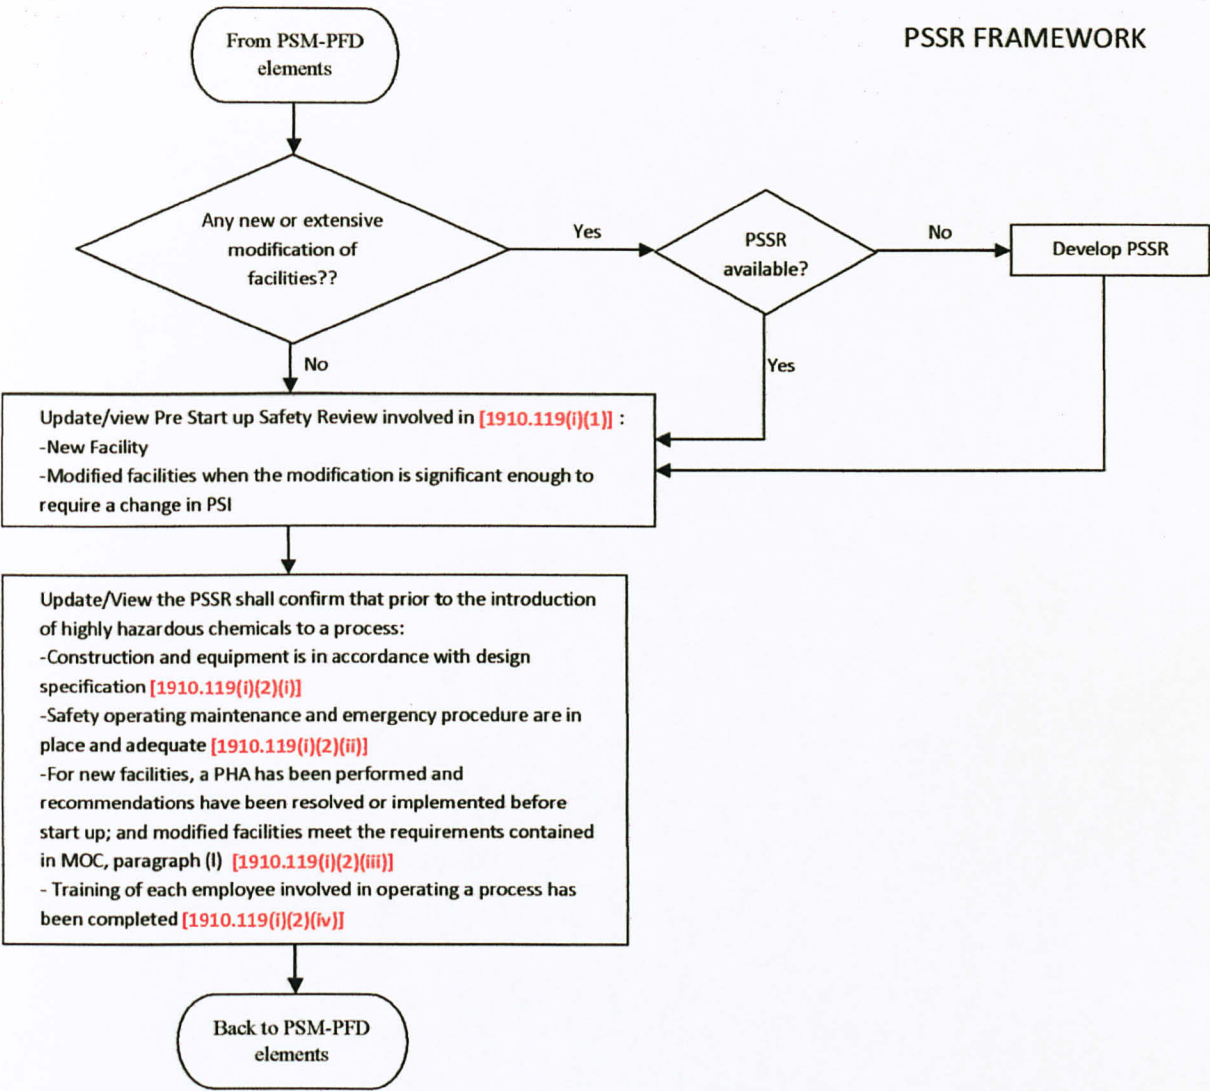 PSSR FRAMEWORK
From PSM-PFD
elements
Any new or extensive
modification of
facilities??
Yes
PSSR
available?
No
Develop PSSR
Yes
No
Update/view Pre Start up Safety Review involved in [1910.119(i)(1)] :
-New Facility
-Modified facilities when the modification is significant enough to
require a change in PSI
Update/View the PSSR shall confirm that prior to the introduction
of highly hazardous chemicals to a process:
-Construction and equipment is in accordance with design
specification [1910.119(i)(2)(i)]
-Safety operating maintenance and emergency procedure are in
place and adequate [1910.119(i)(2)(ii)]
-For new facilities, a PHA has been performed and
recommendations have been resolved or implemented before
start up; and modified facilities meet the requirements contained
in MOC, paragraph (l) [1910.119(i)(2)(iii)]
- Training of each employee involved in operating a process has
been completed [1910.119(i)(2)(iv)]
Back to PSM-PFD
elements